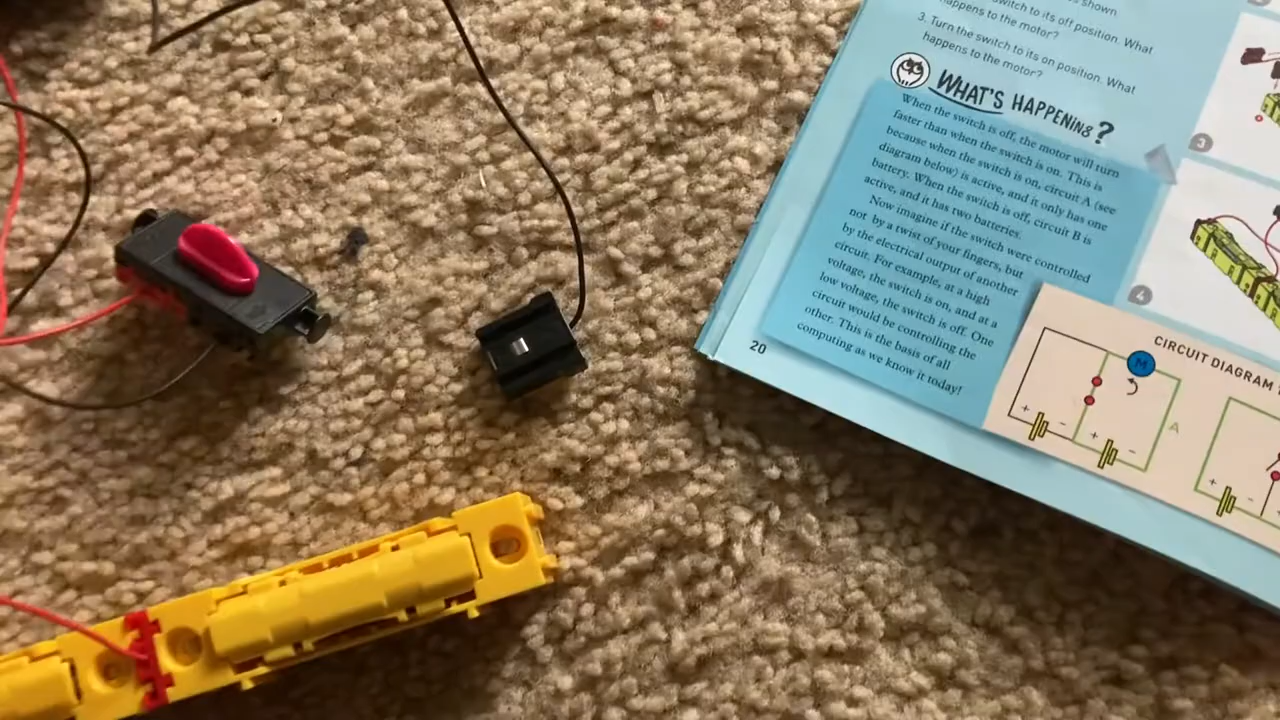 shown
switch to its off position. What
happens to the motor?
3. Turn the switch to its on position. What
happens to the motor?
WHAT'S HAPPENING?
When the switch is off, the motor will turn
faster than when the switch is on. This is
because when the switch is on, circuit A (see
diagram below) is active, and it only has one
battery. When the switch is off, circuit B is
active, and it has two batteries.
Now imagine if the switch were controlled
not by a twist of your fingers, but
by the electrical output of another
circuit. For example, at a high
voltage, the switch is on, and at a
low voltage, the switch is off. One
circuit would be controlling the
other. This is the basis of all
computing as we know it today!
20
3
4
CIRCUIT DIAGRAM
M
A
+ -
+ -
+ -